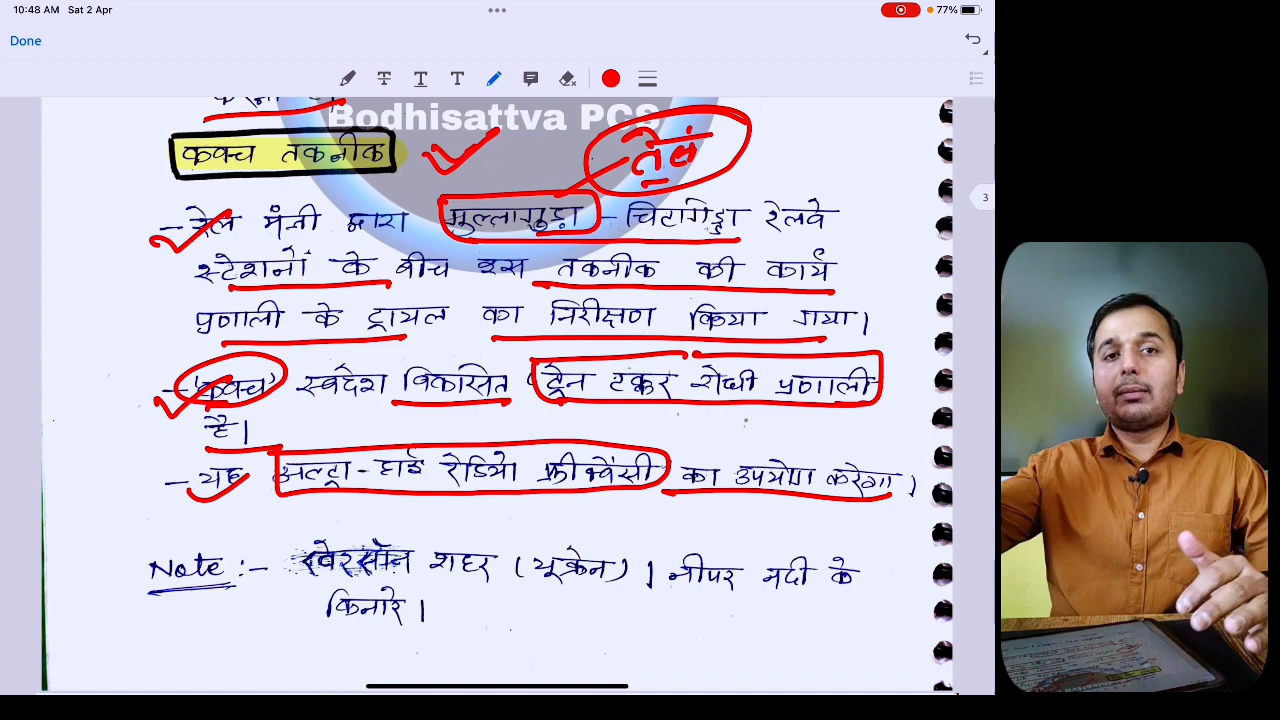 10:48 AM Sat 2 Apr
77%
Done
Bodhisattva PCS
कवच तकनीक
तेलं
- रेल मंत्री द्वारा गुल्लागुड़ा - चिटगिड्डा रेलवे
स्टेशनों के बीच इस तकनीक की कार्य
प्रणाली के ट्रायल का निरीक्षण किया गया।
3
- 'कवच' स्वदेश विकासित ट्रेन टक्कर रोधी प्रणाली
है।
- यह अल्ट्रा - हाई रेडियो फ्रीक्वेंसी का उपयोग करेगा।
Note :- खेरसॉन शहर (यूक्रेन) । नीपर नदी के
किनारे।